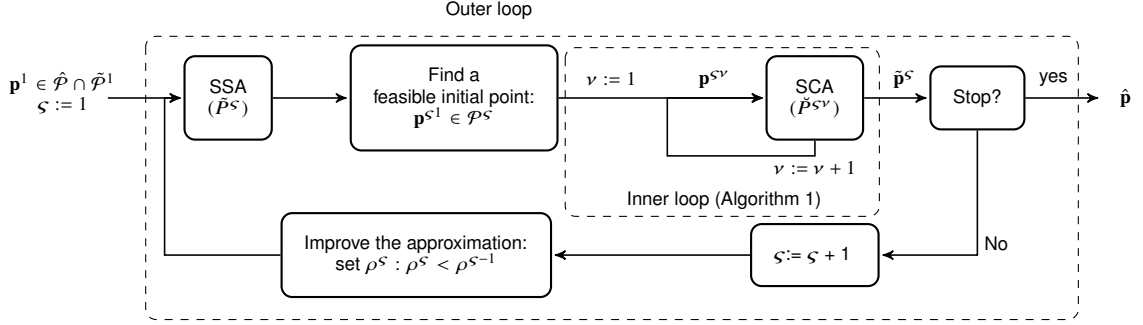 Outer loop
𝐩¹ ∈ 𝒫̂ ∩ 𝒫̃¹
ς := 1
SSA
(P̃^ς)
Find a
feasible initial point:
𝐩^ς1 ∈ 𝒫^ς
ν := 1
𝐩^ςν
SCA
(P̆^ςν)
ν := ν + 1
Inner loop (Algorithm 1)
𝐩̃^ς
Stop?
yes
𝐩̂
No
ς := ς + 1
Improve the approximation:
set ρ^ς : ρ^ς < ρ^ς−1